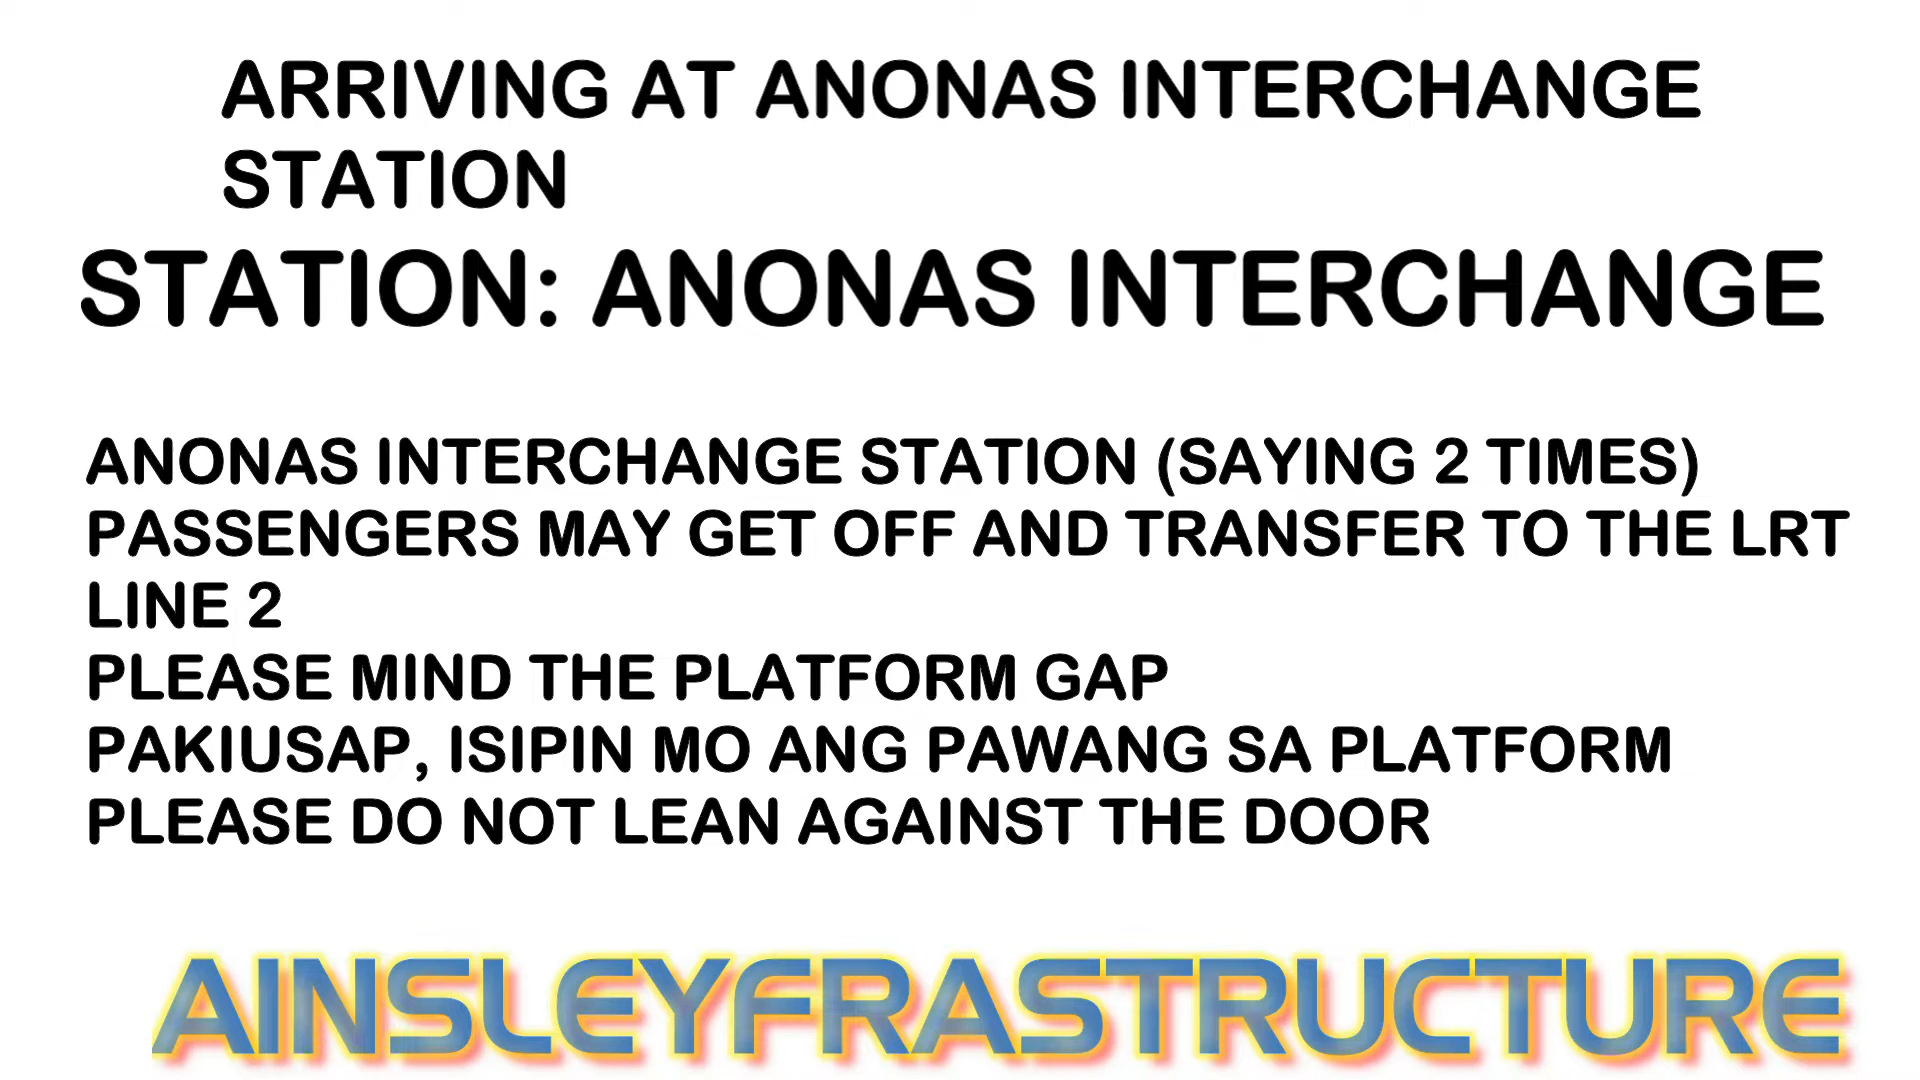 ARRIVING AT ANONAS INTERCHANGE
STATION
STATION: ANONAS INTERCHANGE
ANONAS INTERCHANGE STATION (SAYING 2 TIMES)
PASSENGERS MAY GET OFF AND TRANSFER TO THE LRT
LINE 2
PLEASE MIND THE PLATFORM GAP
PAKIUSAP, ISIPIN MO ANG PAWANG SA PLATFORM
PLEASE DO NOT LEAN AGAINST THE DOOR
AINSLEYFRASTRUCTURE